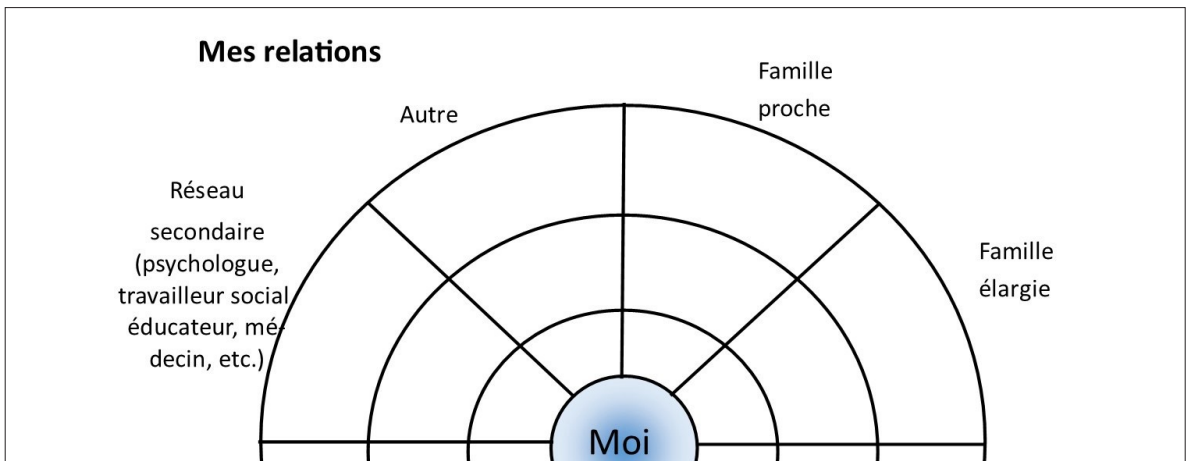 Mes relations
Autre
Famille
proche
Réseau
secondaire
(psychologue,
travailleur social
éducateur, mé-
decin, etc.)
Famille
élargie
Moi